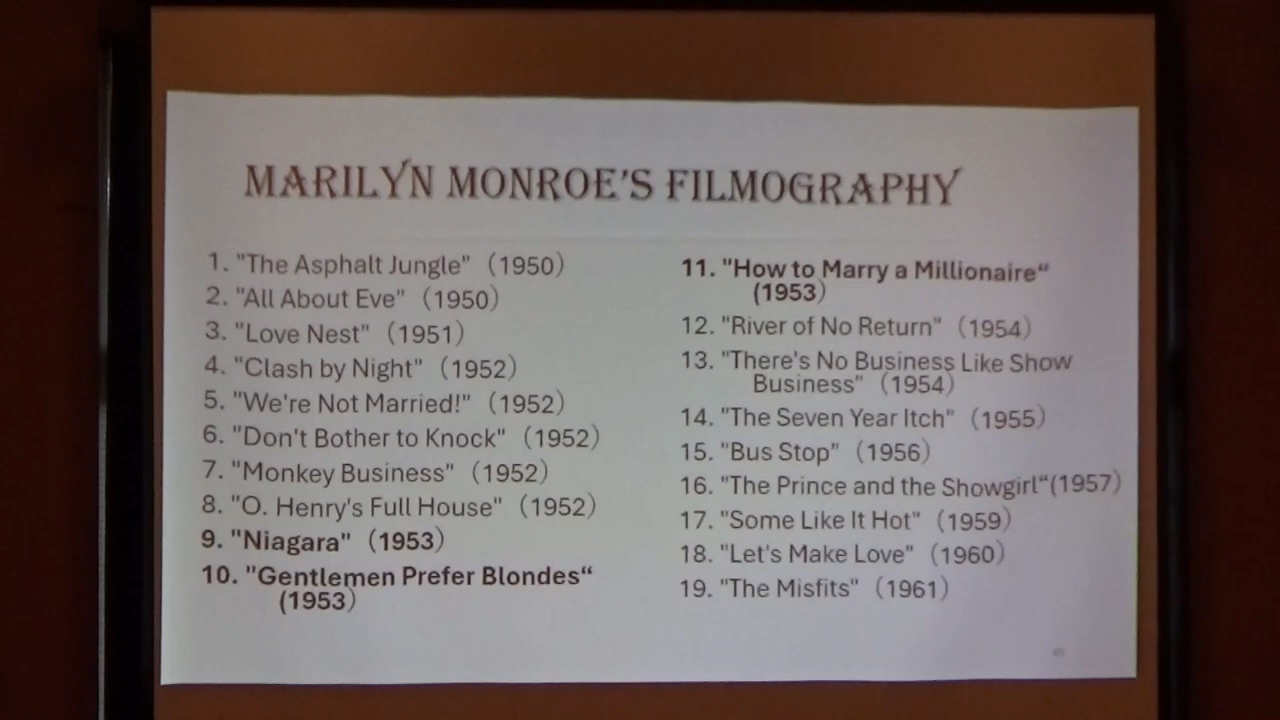 MARILYN MONROE'S FILMOGRAPHY
1. "The Asphalt Jungle"（1950）
2. "All About Eve"（1950）
3. "Love Nest"（1951）
4. "Clash by Night"（1952）
5. "We're Not Married!"（1952）
6. "Don't Bother to Knock"（1952）
7. "Monkey Business"（1952）
8. "O. Henry's Full House"（1952）
9. "Niagara"（1953）
10. "Gentlemen Prefer Blondes“
(1953）
11. "How to Marry a Millionaire“
(1953）
12. "River of No Return"（1954）
13. "There's No Business Like Show
Business"（1954）
14. "The Seven Year Itch"（1955）
15. "Bus Stop"（1956）
16. "The Prince and the Showgirl“(1957）
17. "Some Like It Hot"（1959）
18. "Let's Make Love"（1960）
19. "The Misfits"（1961）